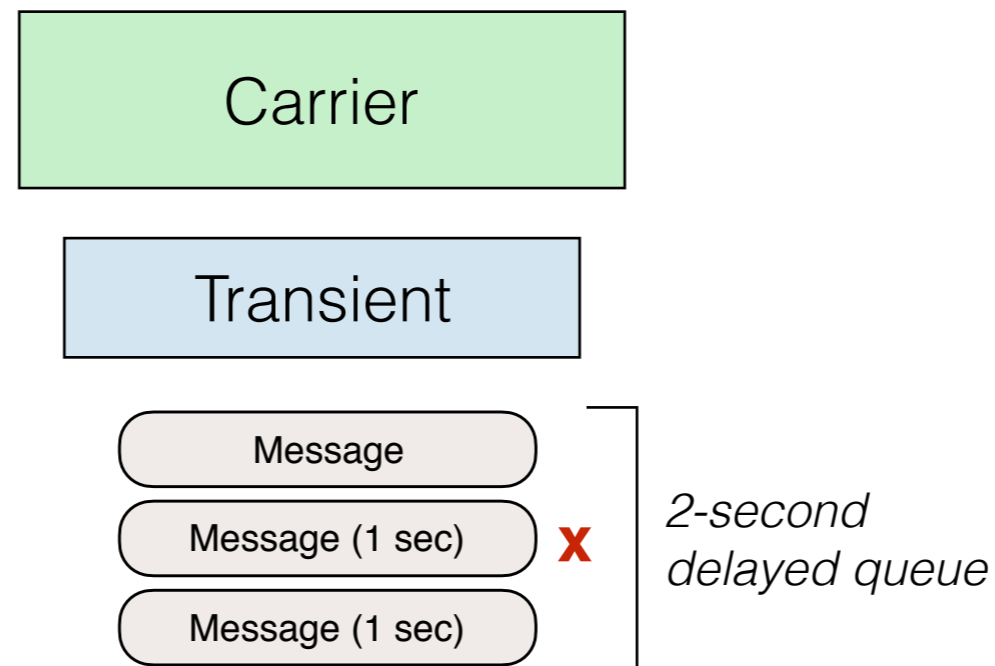 Carrier
Transient
Message
Message (1 sec)
x
Message (1 sec)
2-second
delayed queue